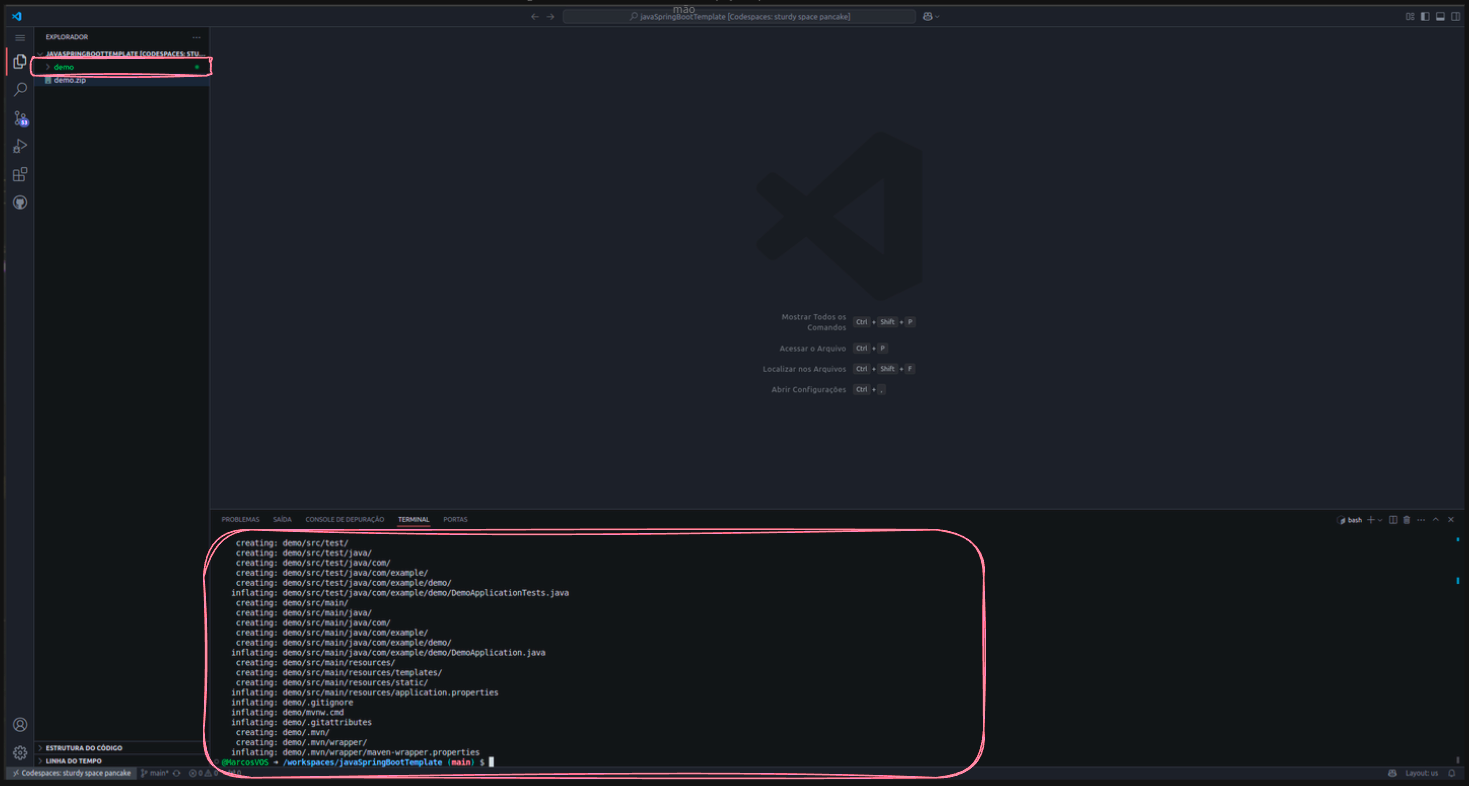 mão
javaSpringBootTemplate [Codespaces: sturdy space pancake]
EXPLORADOR
JAVASPRINGBOOTTEMPLATE [CODESPACES: STU...
demo
demo.zip
33
Mostrar Todos os
Comandos
Ctrl + Shift + P
Acessar o Arquivo Ctrl + P
Localizar nos Arquivos Ctrl + Shift + F
Abrir Configurações Ctrl + ,
PROBLEMAS SAÍDA CONSOLE DE DEPURAÇÃO TERMINAL PORTAS
bash
creating: demo/src/test/
creating: demo/src/test/java/
creating: demo/src/test/java/com/
creating: demo/src/test/java/com/example/
creating: demo/src/test/java/com/example/demo/
inflating: demo/src/test/java/com/example/demo/DemoApplicationTests.java
creating: demo/src/main/
creating: demo/src/main/java/
creating: demo/src/main/java/com/
creating: demo/src/main/java/com/example/
creating: demo/src/main/java/com/example/demo/
inflating: demo/src/main/java/com/example/demo/DemoApplication.java
creating: demo/src/main/resources/
creating: demo/src/main/resources/templates/
creating: demo/src/main/resources/static/
inflating: demo/src/main/resources/application.properties
inflating: demo/.gitignore
inflating: demo/mvnw.cmd
inflating: demo/.gitattributes
creating: demo/.mvn/
creating: demo/.mvn/wrapper/
inflating: demo/.mvn/wrapper/maven-wrapper.properties
@MarcosVOS ➜ /workspaces/javaSpringBootTemplate (main) $
ESTRUTURA DO CÓDIGO
LINHA DO TEMPO
Codespaces: sturdy space pancake main* 0 0 0
Layout: us